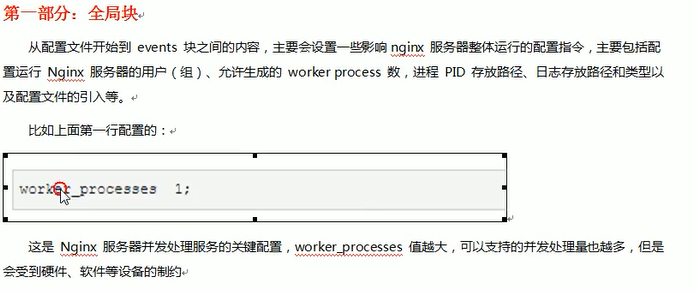 第一部分：全局块
从配置文件开始到 events 块之间的内容，主要会设置一些影响 nginx 服务器整体运行的配置指令，主要包括配
置运行 Nginx 服务器的用户（组）、允许生成的 worker process 数，进程 PID 存放路径、日志存放路径和类型以
及配置文件的引入等。
比如上面第一行配置的：
worker_processes 1;
这是 Nginx 服务器并发处理服务的关键配置，worker_processes 值越大，可以支持的并发处理量也越多，但是
会受到硬件、软件等设备的制约